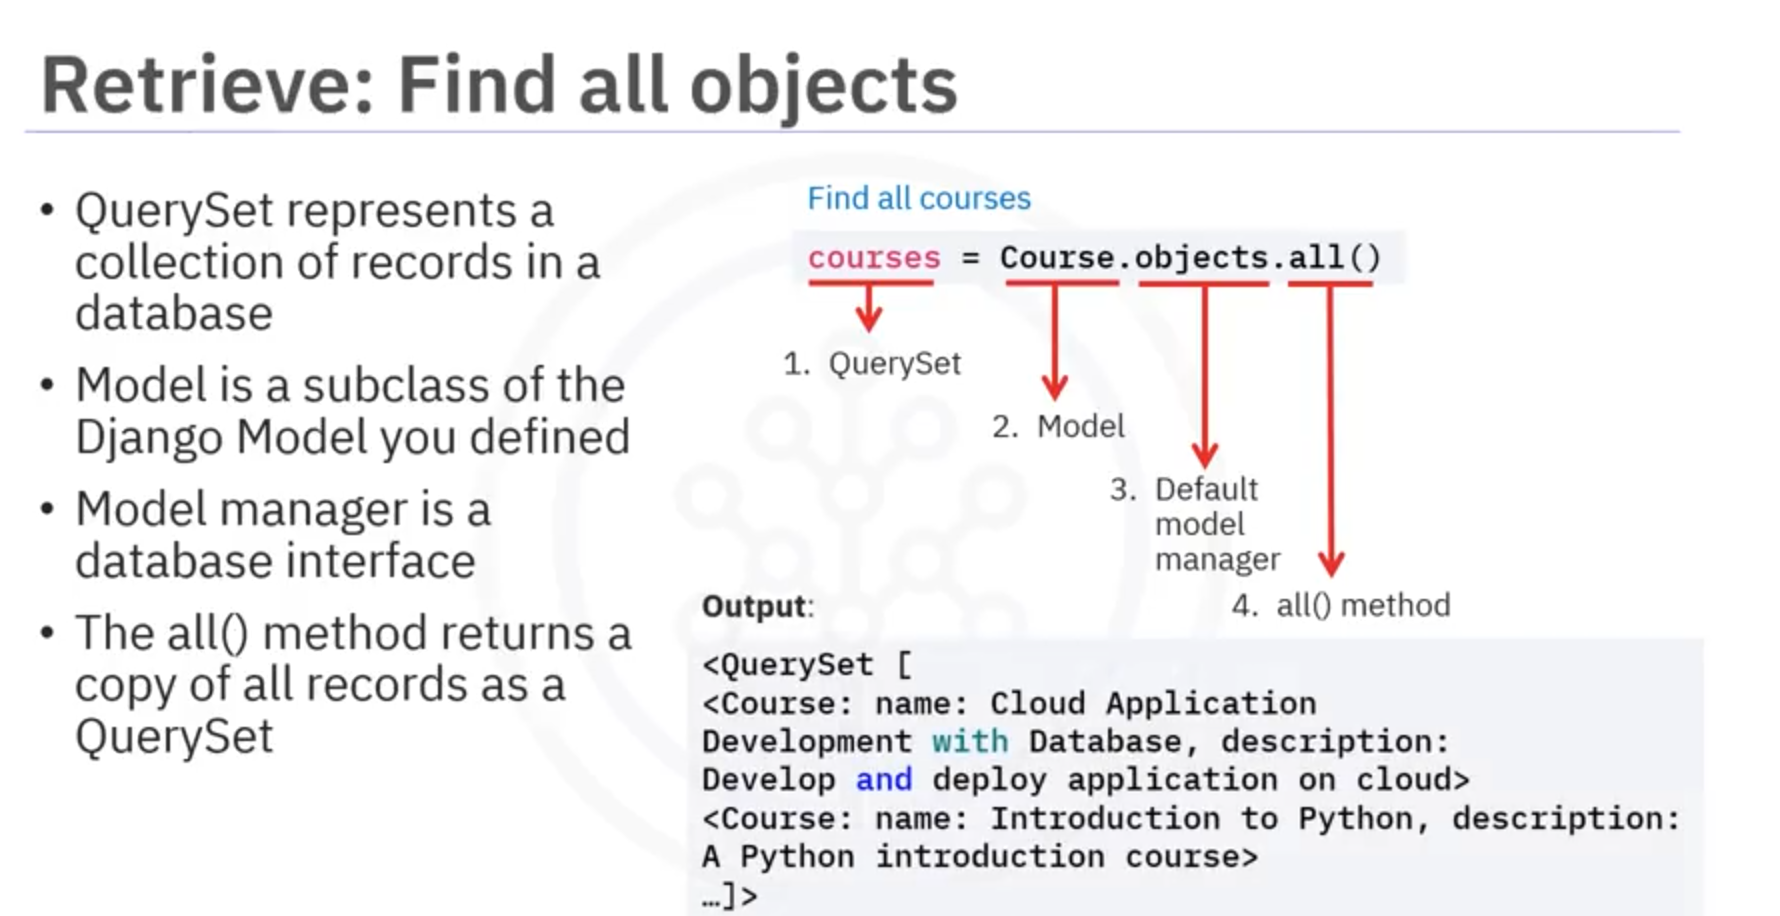 Retrieve: Find all objects
• QuerySet represents a
collection of records in a
database
• Model is a subclass of the
Django Model you defined
• Model manager is a
database interface
• The all() method returns a
copy of all records as a
QuerySet
Find all courses
courses = Course.objects.all()
1. QuerySet
2. Model
3. Default
model
manager
4. all() method
Output:
<QuerySet [
<Course: name: Cloud Application
Development with Database, description:
Develop and deploy application on cloud>
<Course: name: Introduction to Python, description:
A Python introduction course>
…]>